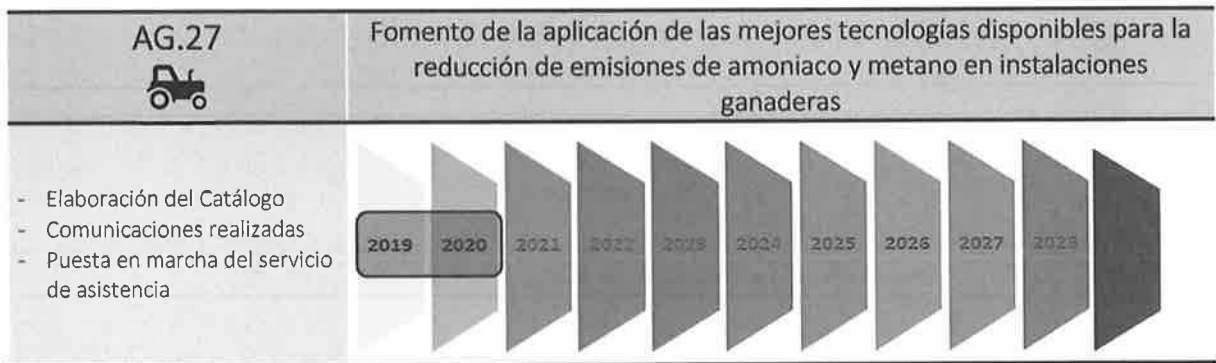 AG.27
Fomento de la aplicación de las mejores tecnologías disponibles para la
reducción de emisiones de amoniaco y metano en instalaciones
ganaderas
- Elaboración del Catálogo
- Comunicaciones realizadas
- Puesta en marcha del servicio
de asistencia
2019 2020 2021 2022 2023 2024 2025 2026 2027 2028